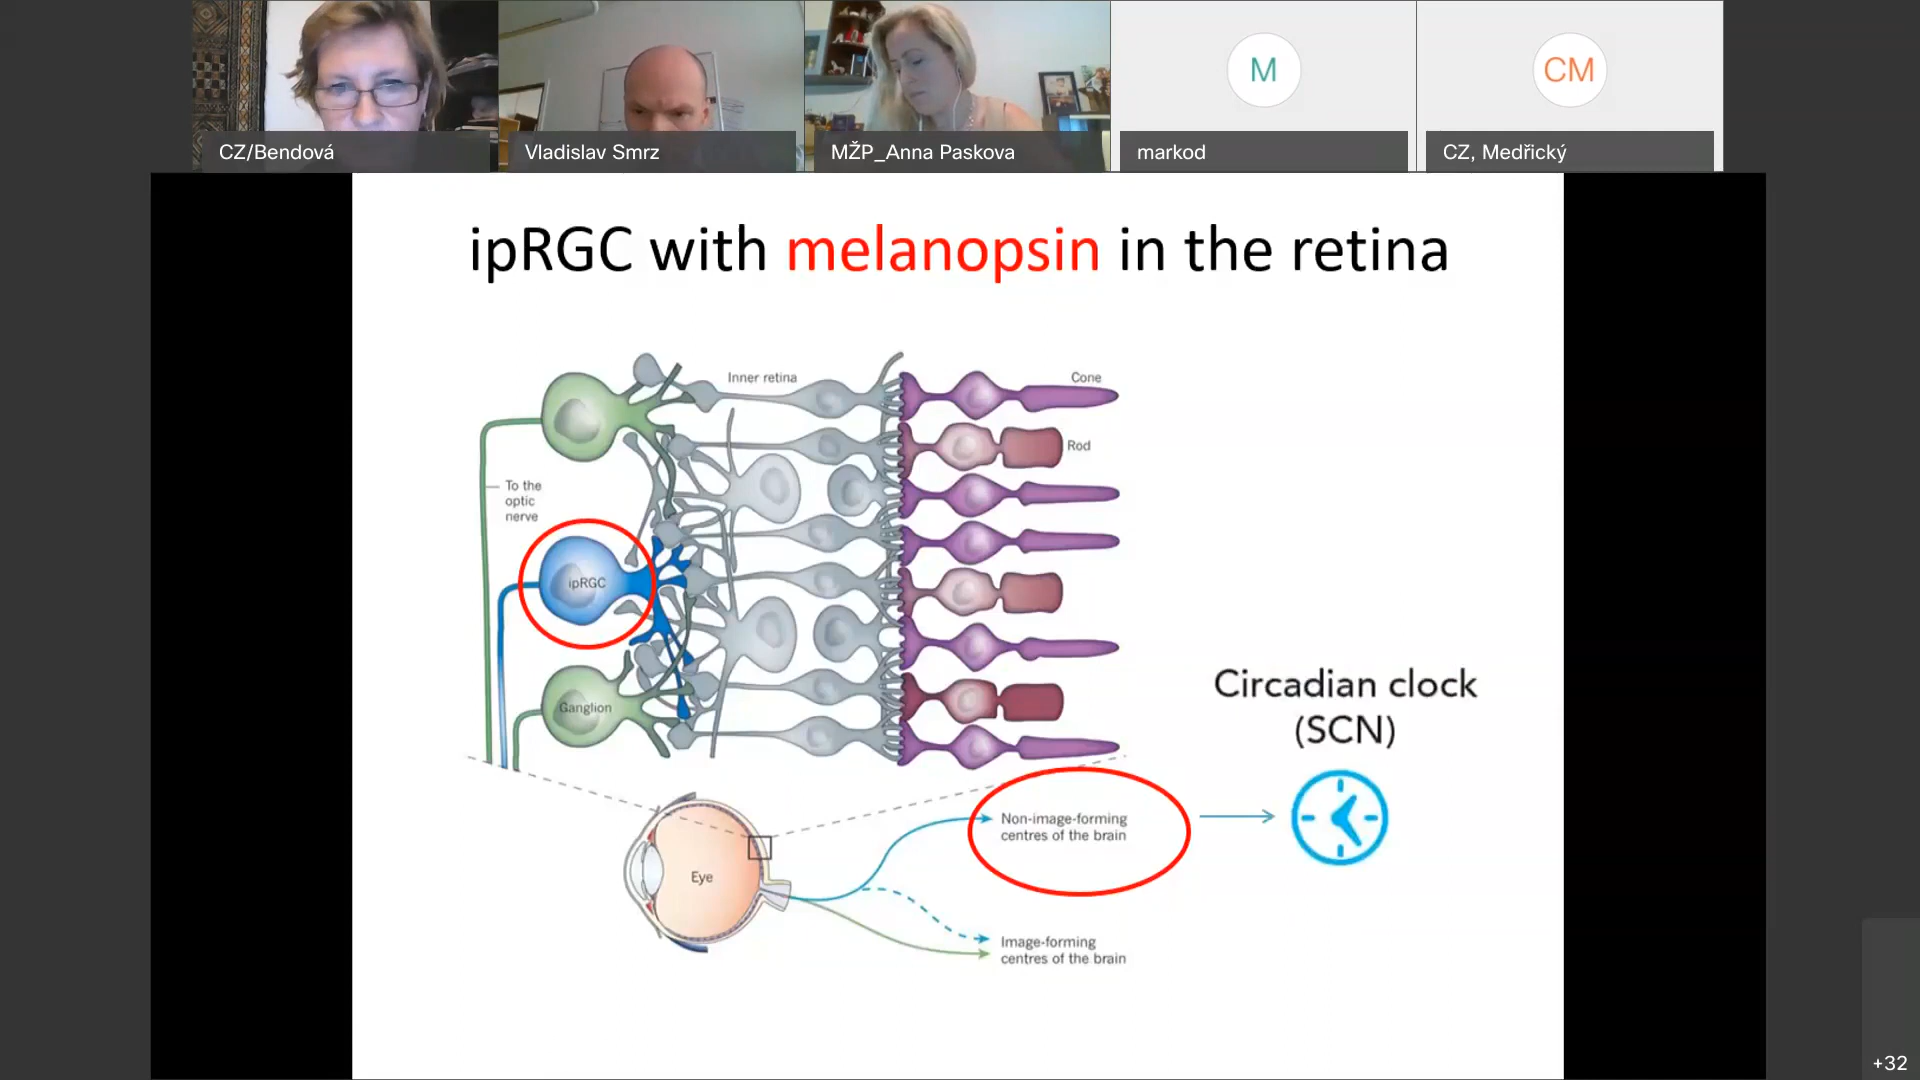 M
CM
CZ/Bendová
Vladislav Smrz
MŽP_Anna Paskova
markod
CZ, Medřický
ipRGC with melanopsin in the retina
Inner retina
Cone
Rod
To the
optic
nerve
ipRGC
Ganglion
Circadian clock
(SCN)
Non-image-forming
centres of the brain
Eye
Image-forming
centres of the brain
+32